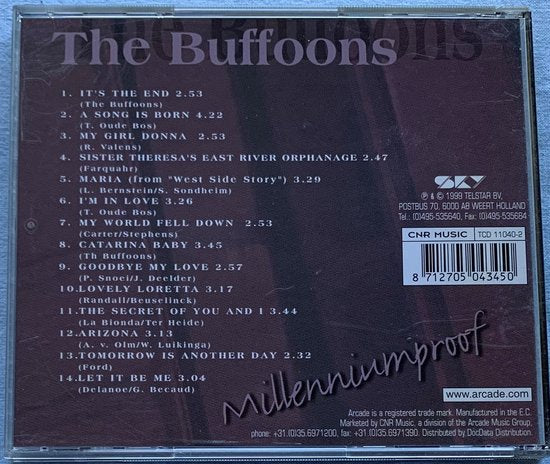 The Buffoons
The Buffoons
1. IT'S THE END 2.53
(The Buffoons)
2. A SONG IS BORN 4.22
(T. Oude Bos)
3. MY GIRL DONNA 2.53
(R. Valens)
4. SISTER THERESA'S EAST RIVER ORPHANAGE 2.47
(Farquahr)
5. MARIA (from "West Side Story") 3.29
(L. Bernstein/S. Sondheim)
6. I'M IN LOVE 3.26
(T. Oude Bos)
7. MY WORLD FELL DOWN 2.53
(Carter/Stephens)
8. CATARINA BABY 3.45
(Th Buffoons)
9. GOODBYE MY LOVE 2.57
(P. Snoei/J. Deelder)
10. LOVELY LORETTA 3.17
(Randall/Beuselinck)
11. THE SECRET OF YOU AND I 3.44
(La Bionda/Ter Heide)
12. ARIZONA 3.13
(A. v. Olm/W. Luikinga)
13. TOMORROW IS ANOTHER DAY 2.32
(Ford)
14. LET IT BE ME 3.04
(Delanoe/G. Becaud)
SKY
℗ & © 1999 TELSTAR BV,
POSTBUS 70, 6000 AB WEERT HOLLAND
Tel.: (0)495-535640, Fax: (0)495-535684
CNR MUSIC TCD 11040-2
8 712705 043450
Millenniumproof
www.arcade.com
Arcade is a registered trade mark. Manufactured in the E.C.
Marketed by CNR Music, a division of the Arcade Music Group,
phone: +31.(0)35.6971200, fax: +31.(0)35.6971390. Distributed by DocData Distribution.